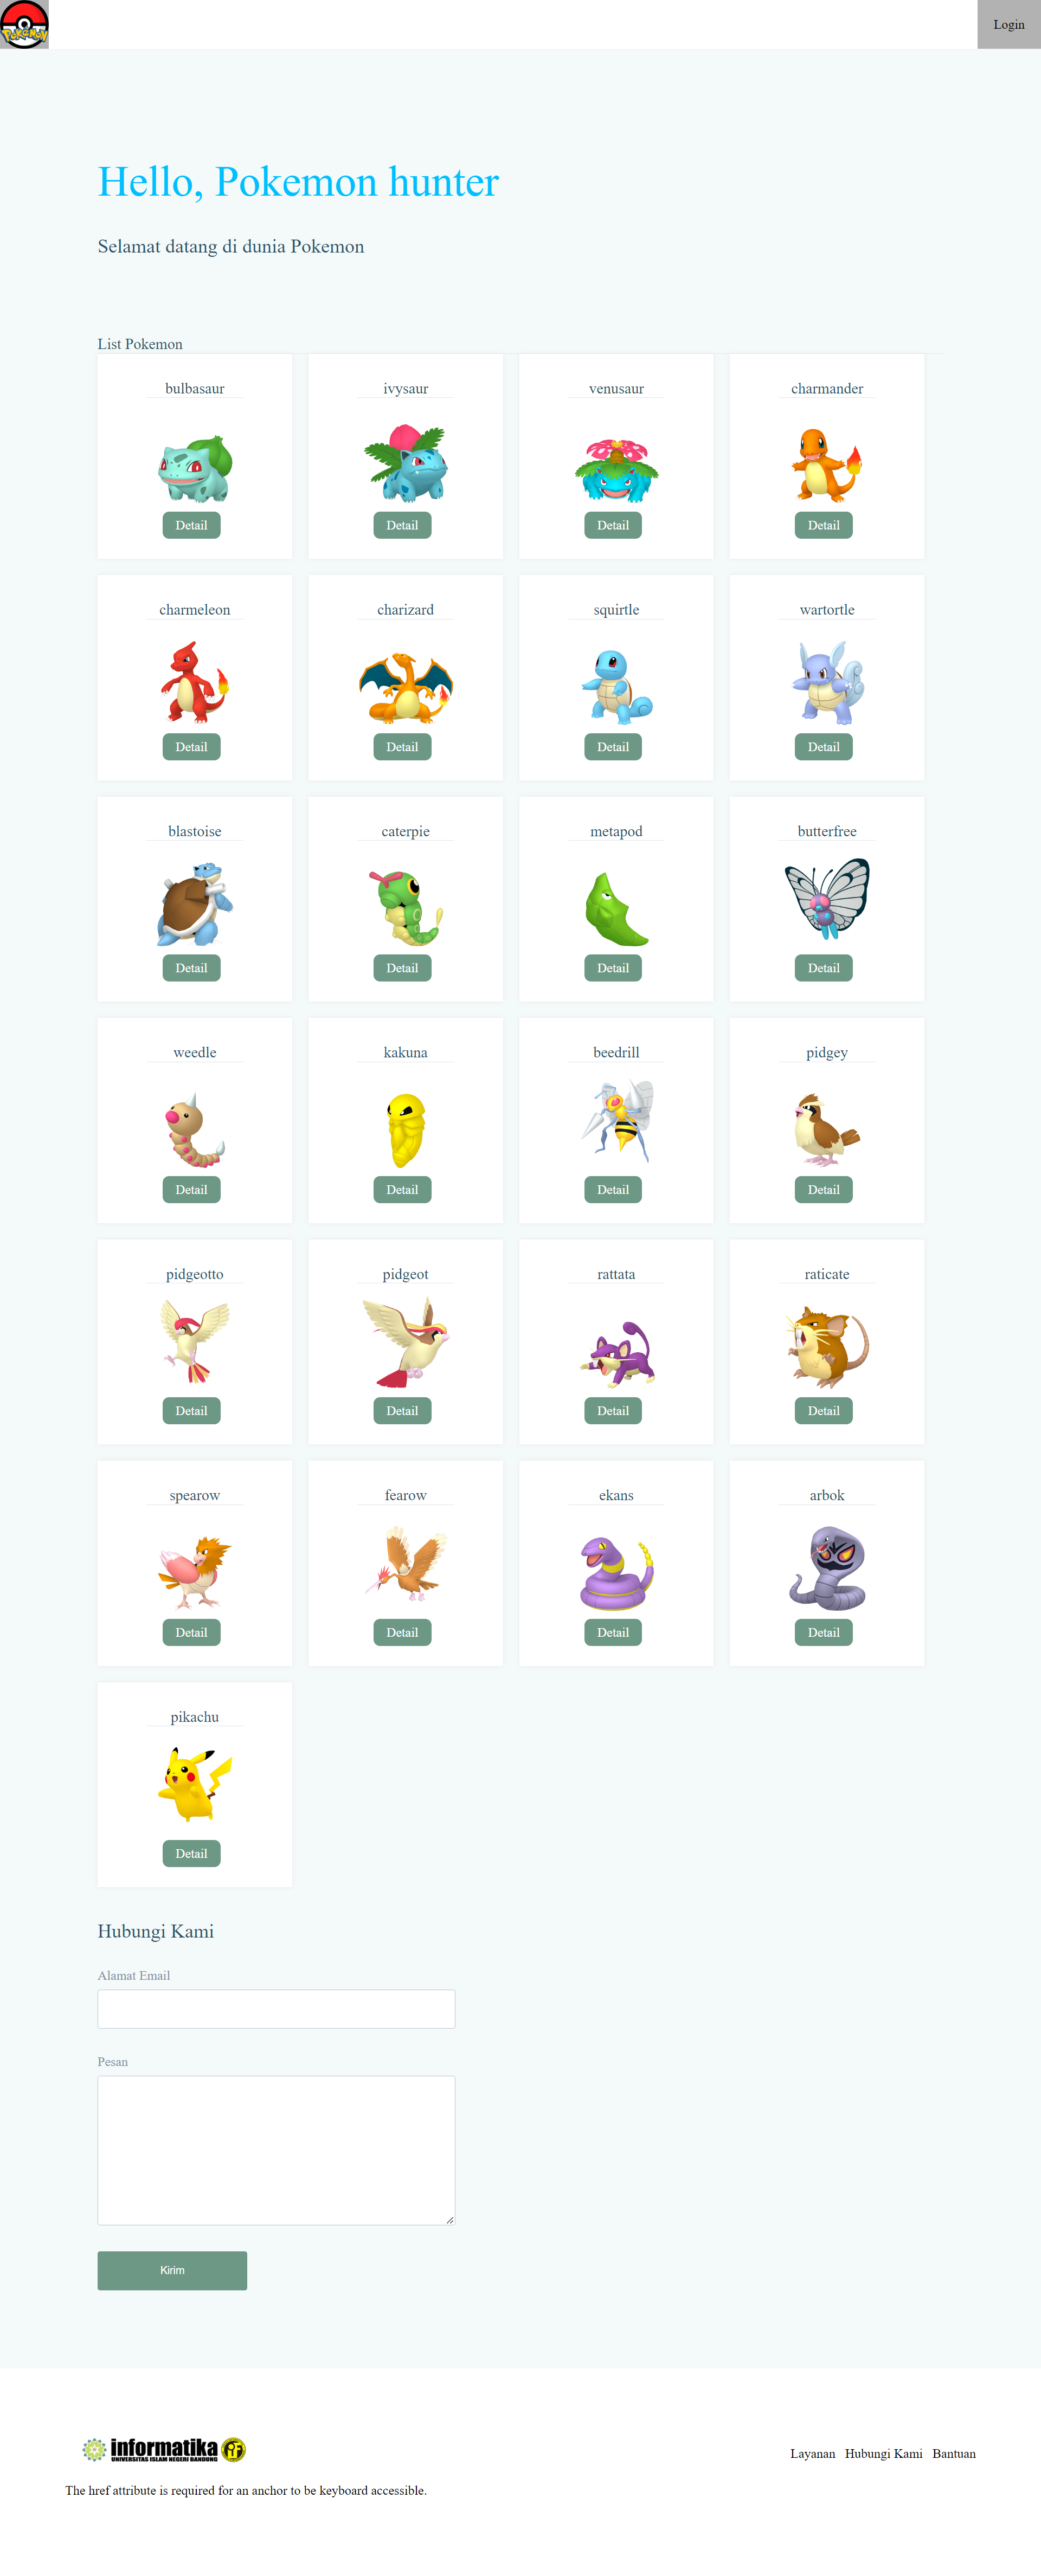 POKéMON
Login
Hello, Pokemon hunter
Selamat datang di dunia Pokemon
List Pokemon
bulbasaur ivysaur venusaur charmander
Detail Detail Detail Detail
charmeleon charizard squirtle wartortle
Detail Detail Detail Detail
blastoise caterpie metapod butterfree
Detail Detail Detail Detail
weedle kakuna beedrill pidgey
Detail Detail Detail Detail
pidgeotto pidgeot rattata raticate
Detail Detail Detail Detail
spearow fearow ekans arbok
Detail Detail Detail Detail
pikachu
Detail
Hubungi Kami
Alamat Email
Pesan
Kirim
informatika
UNIVERSITAS ISLAM NEGERI BANDUNG
Layanan Hubungi Kami Bantuan
The href attribute is required for an anchor to be keyboard accessible.